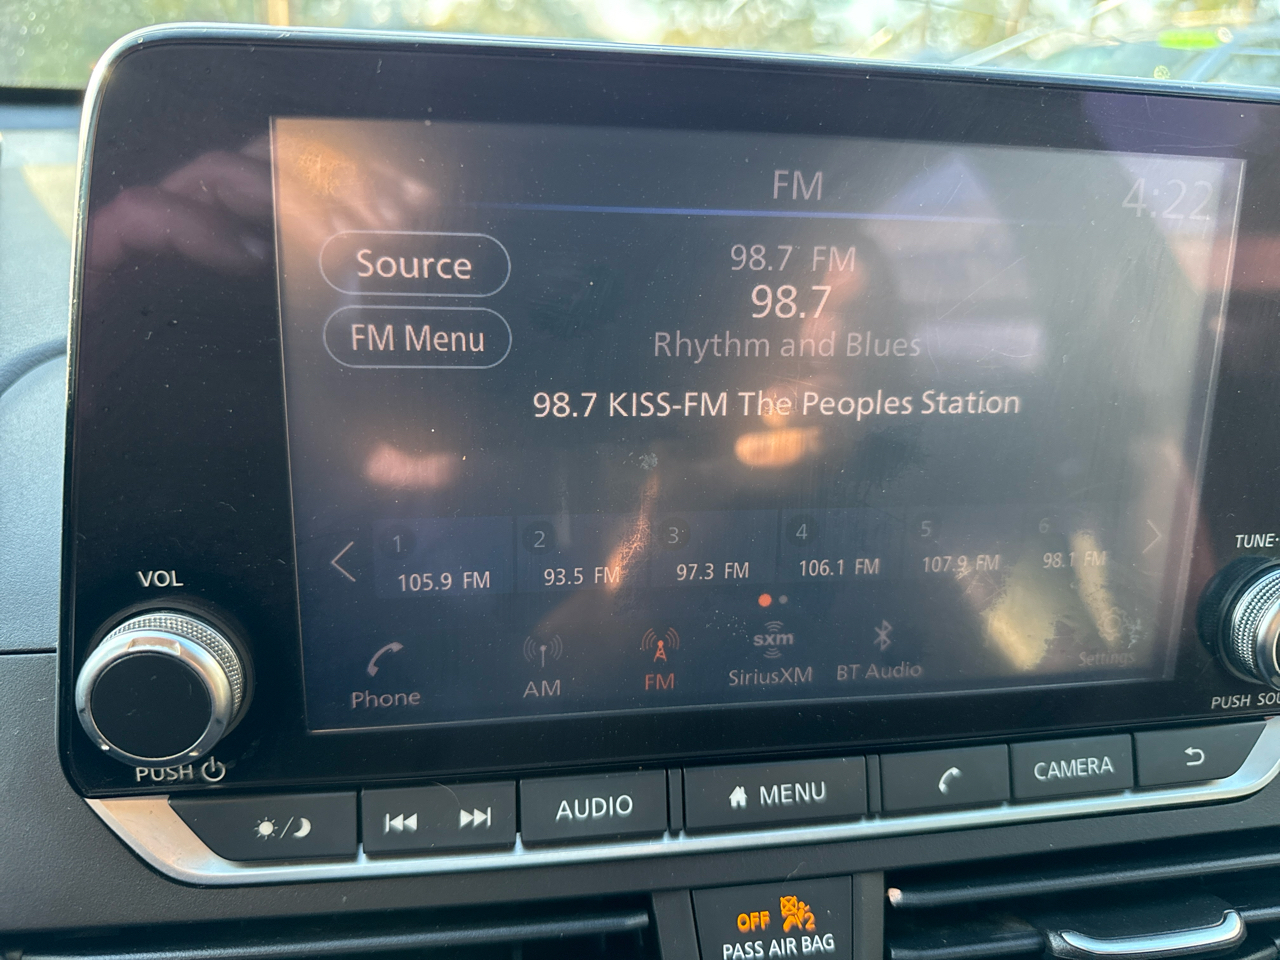 FM
4:22
Source
98.7 FM
98.7
FM Menu
Rhythm and Blues
98.7 KISS-FM The Peoples Station
1 2 3 4 5 6
105.9 FM 93.5 FM 97.3 FM 106.1 FM 107.9 FM 98.1 FM
sxm
Phone AM FM SiriusXM BT Audio Settings
VOL
PUSH
TUNE
PUSH SOU
AUDIO MENU CAMERA
OFF 2
PASS AIR BAG